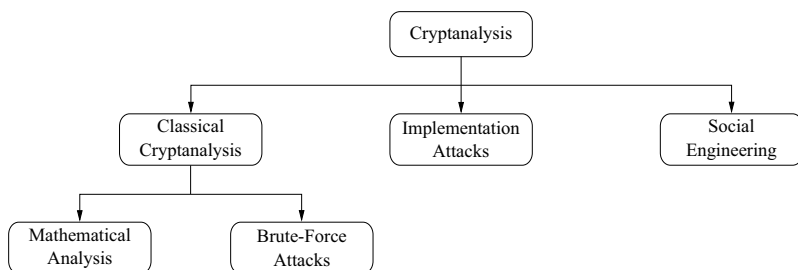 Cryptanalysis
Classical
Cryptanalysis
Implementation
Attacks
Social
Engineering
Mathematical
Analysis
Brute-Force
Attacks